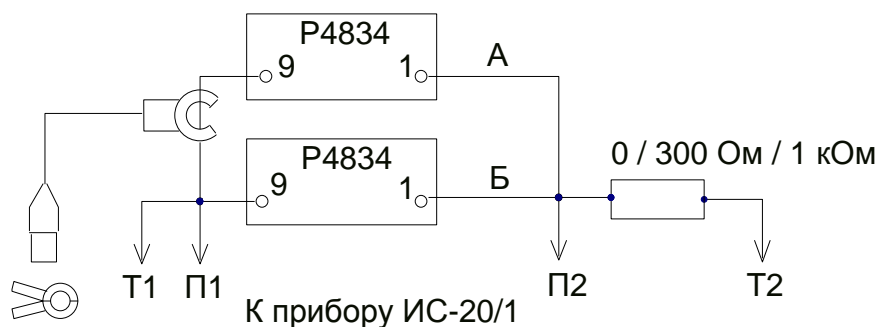 Р4834
9 1 А
Р4834
9 1 Б
0 / 300 Ом / 1 кОм
Т1 П1 П2 Т2
К прибору ИС-20/1